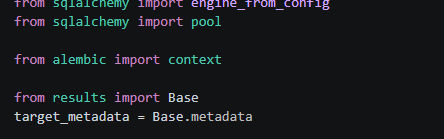 from sqlalchemy import engine_from_config
from sqlalchemy import pool
from alembic import context
from results import Base
target_metadata = Base.metadata